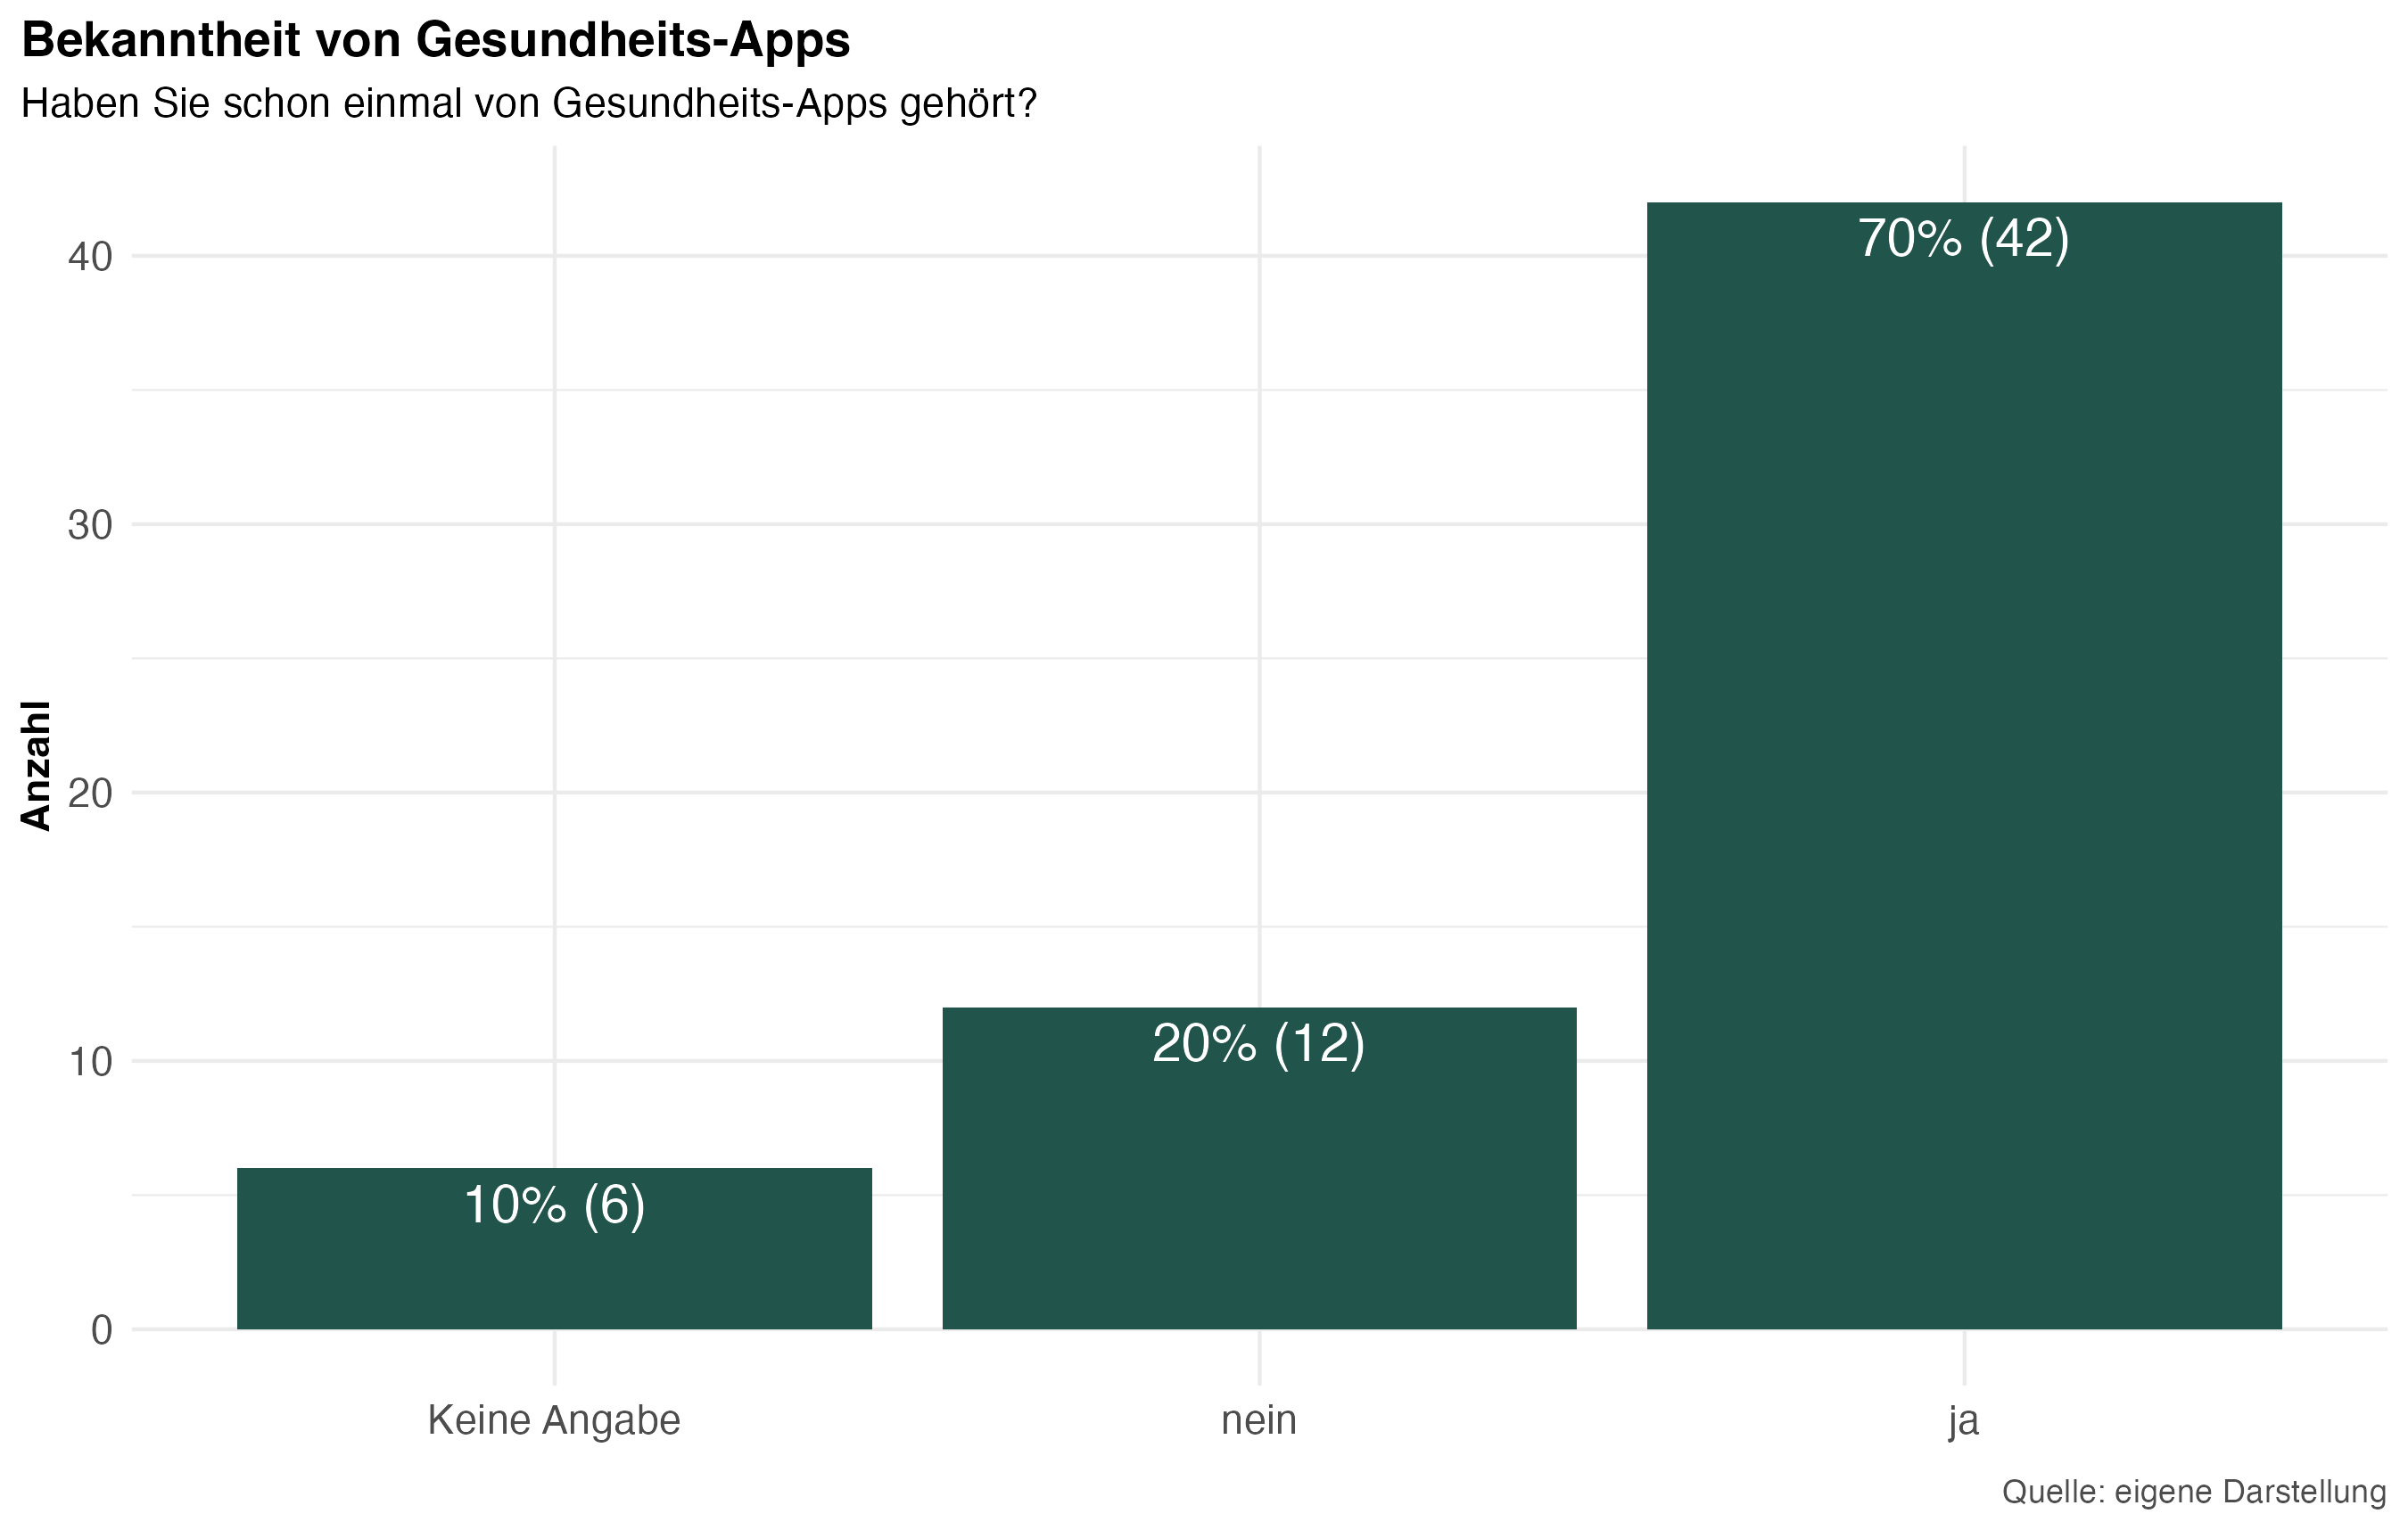 Bekanntheit von Gesundheits-Apps
Haben Sie schon einmal von Gesundheits-Apps gehört?
Anzahl
40
30
20
10
0
10% (6)
20% (12)
70% (42)
Keine Angabe
nein
ja
Quelle: eigene Darstellung